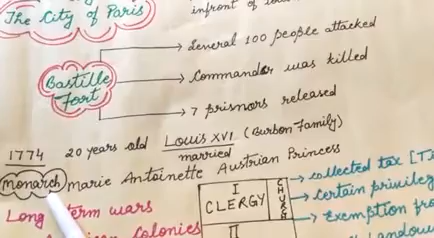 The City of Paris
infront of
Several 100 people attacked
Bastille
Fort
Commander was killed
7 prisnors released
1774 20 years old Louis XVI (Burbon Family)
married
monarch marie Antoinette Austrian Princess
Long term wars
colonies
I
CLERGY
CHURCH
collected tax
Certain privileg
Exemption fro
II